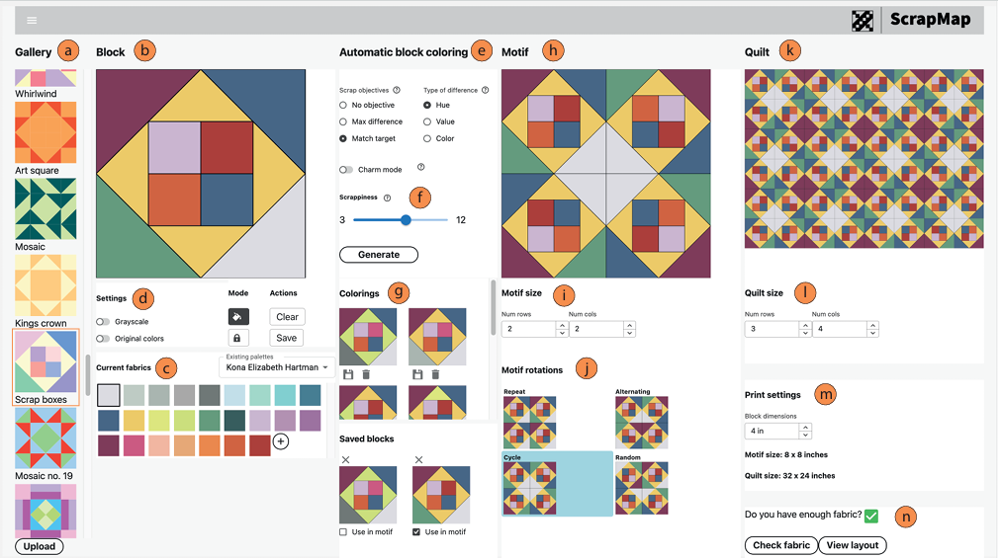 ScrapMap
Gallery a
Whirlwind
Art square
Mosaic
Kings crown
Scrap boxes
Mosaic no. 19
Upload
Block b
Settings d
Grayscale
Original colors
Mode
Actions
Clear
Save
Current fabrics c
Existing palettes
Kona Elizabeth Hartman
Automatic block coloring e
Scrap objectives ?
No objective
Max difference
Match target
Type of difference ?
Hue
Value
Color
Charm mode ?
Scrappiness ? f
3 12
Generate
Colorings g
Saved blocks
Use in motif
Use in motif
Motif h
Motif size i
Num rows Num cols
2 2
Motif rotations j
Repeat Alternating
Cycle Random
Quilt k
Quilt size l
Num rows Num cols
3 4
Print settings m
Block dimensions
4 in
Motif size: 8 x 8 inches
Quilt size: 32 x 24 inches
Do you have enough fabric? n
Check fabric View layout